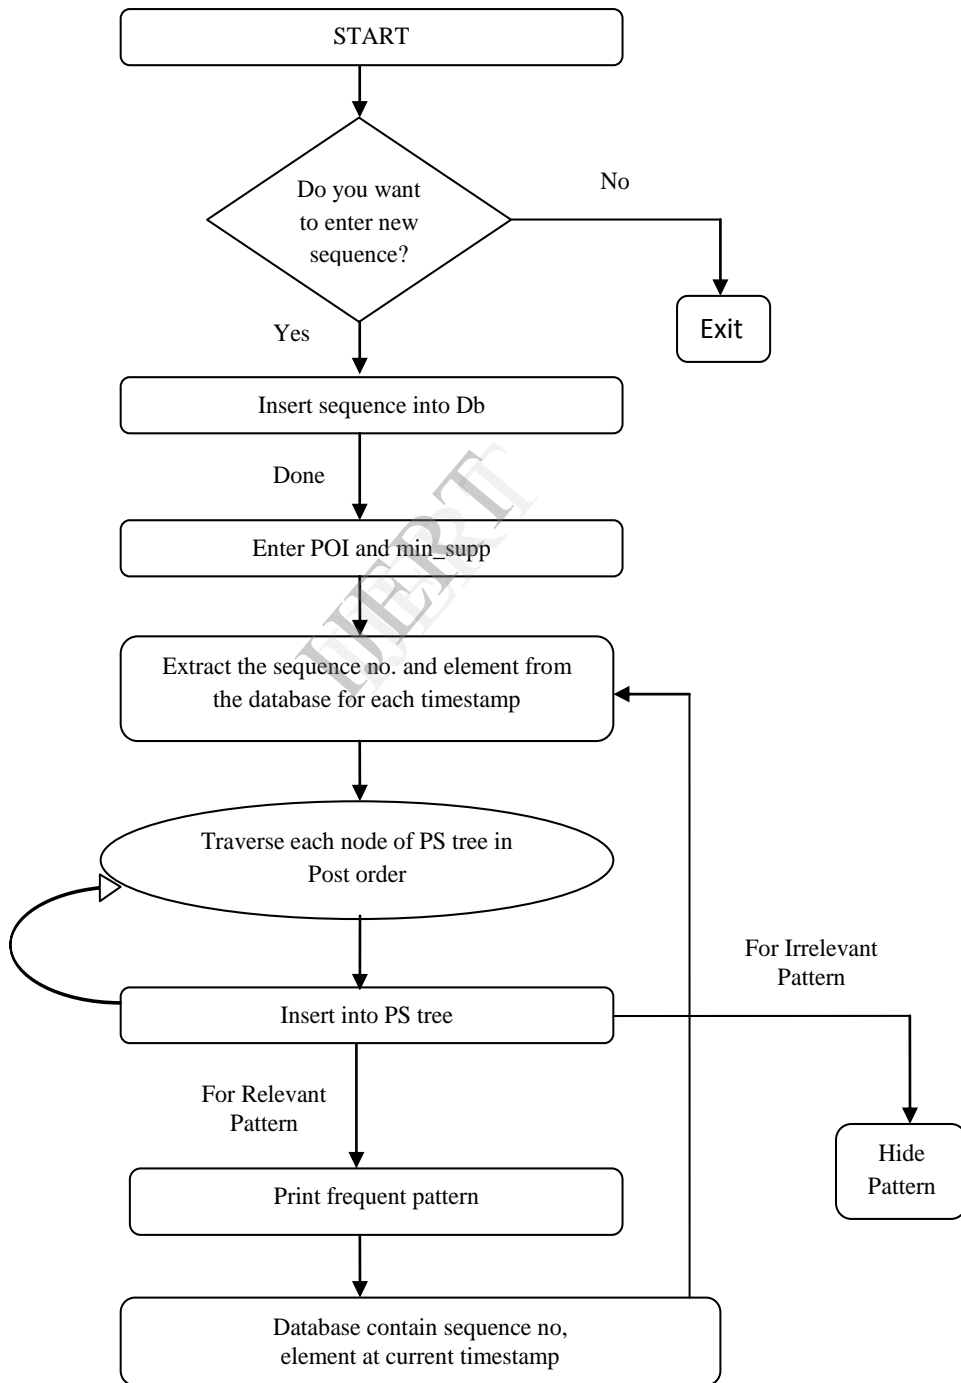 START
Do you want
to enter new
sequence?
No
Exit
Yes
Insert sequence into Db
Done
Enter POI and min_supp
IJERT
Extract the sequence no. and element from
the database for each timestamp
Traverse each node of PS tree in
Post order
For Irrelevant
Pattern
Insert into PS tree
For Relevant
Pattern
Hide
Pattern
Print frequent pattern
Database contain sequence no,
element at current timestamp